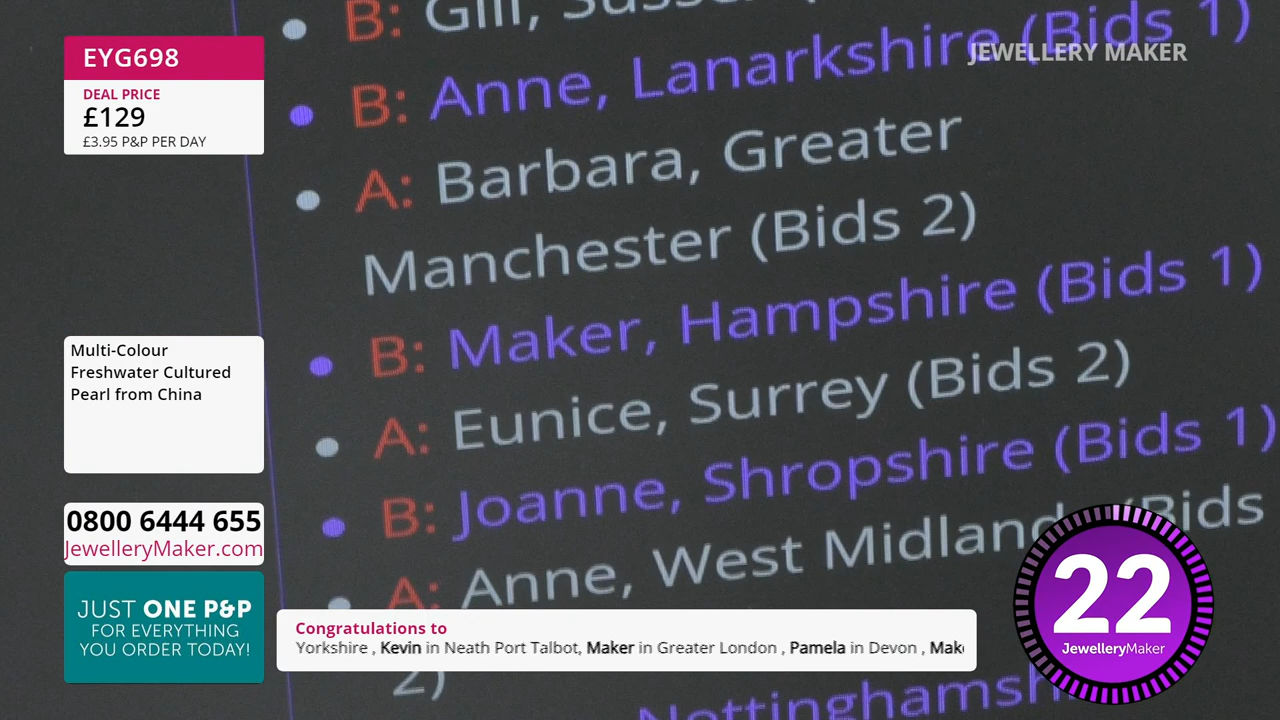 EYG698
DEAL PRICE
£129
£3.95 P&P PER DAY
JEWELLERY MAKER
B: Gill,
B: Anne, Lanarkshire (Bids 1)
A: Barbara, Greater
Manchester (Bids 2)
B: Maker, Hampshire (Bids 1)
A: Eunice, Surrey (Bids 2)
B: Joanne, Shropshire (Bids 1)
A: Anne, West Midland (Bids
2)
Multi-Colour
Freshwater Cultured
Pearl from China
0800 6444 655
JewelleryMaker.com
JUST ONE P&P
FOR EVERYTHING
YOU ORDER TODAY!
Congratulations to
Yorkshire , Kevin in Neath Port Talbot, Maker in Greater London , Pamela in Devon ,
22
JewelleryMaker